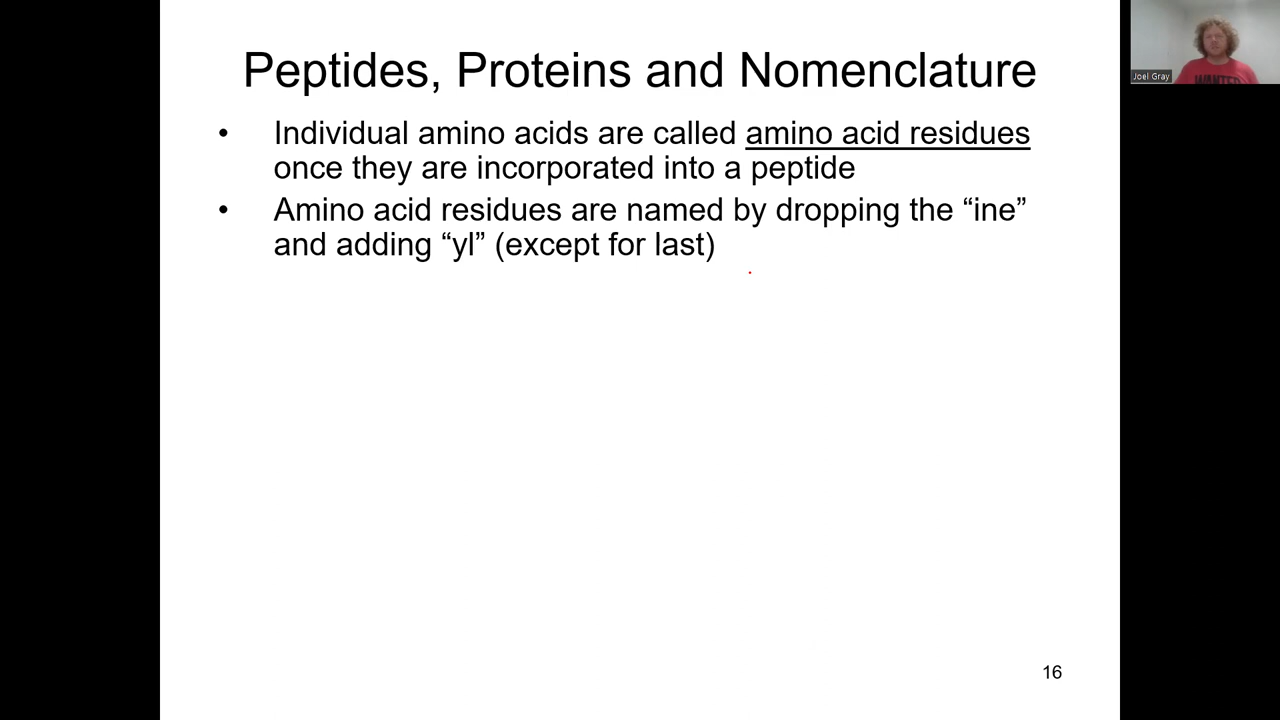 Peptides, Proteins and Nomenclature
• Individual amino acids are called amino acid residues
once they are incorporated into a peptide
• Amino acid residues are named by dropping the “ine”
and adding “yl” (except for last)
16
Joel Gray
WANTED